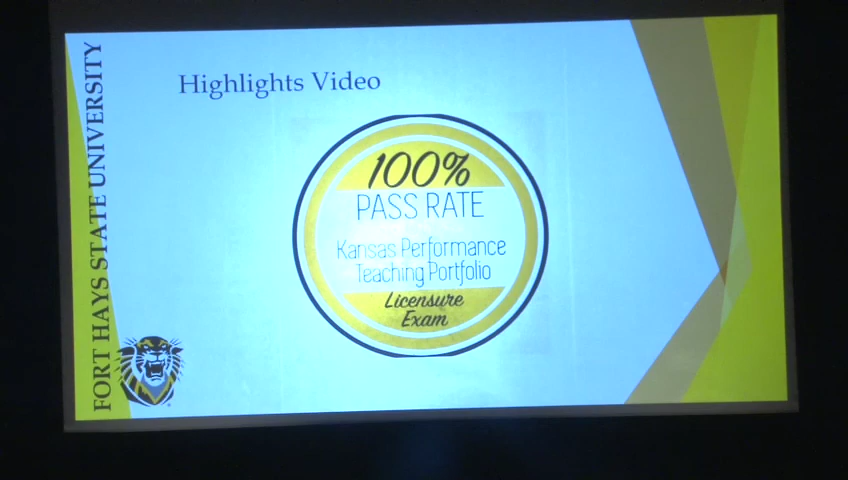 FORT HAYS STATE UNIVERSITY
Highlights Video
100%
PASS RATE
Kansas Performance
Teaching Portfolio
Licensure
Exam